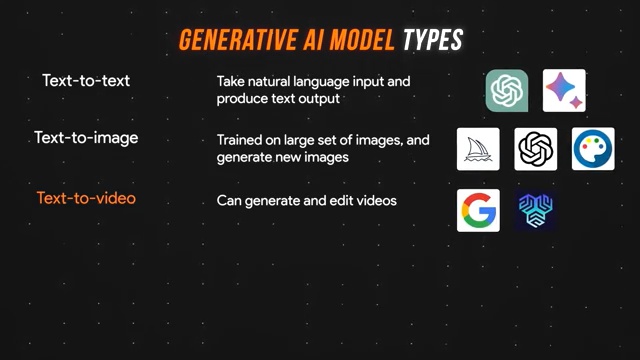 GENERATIVE AI MODEL TYPES
Text-to-text
Take natural language input and
produce text output
Text-to-image
Trained on large set of images, and
generate new images
Text-to-video
Can generate and edit videos